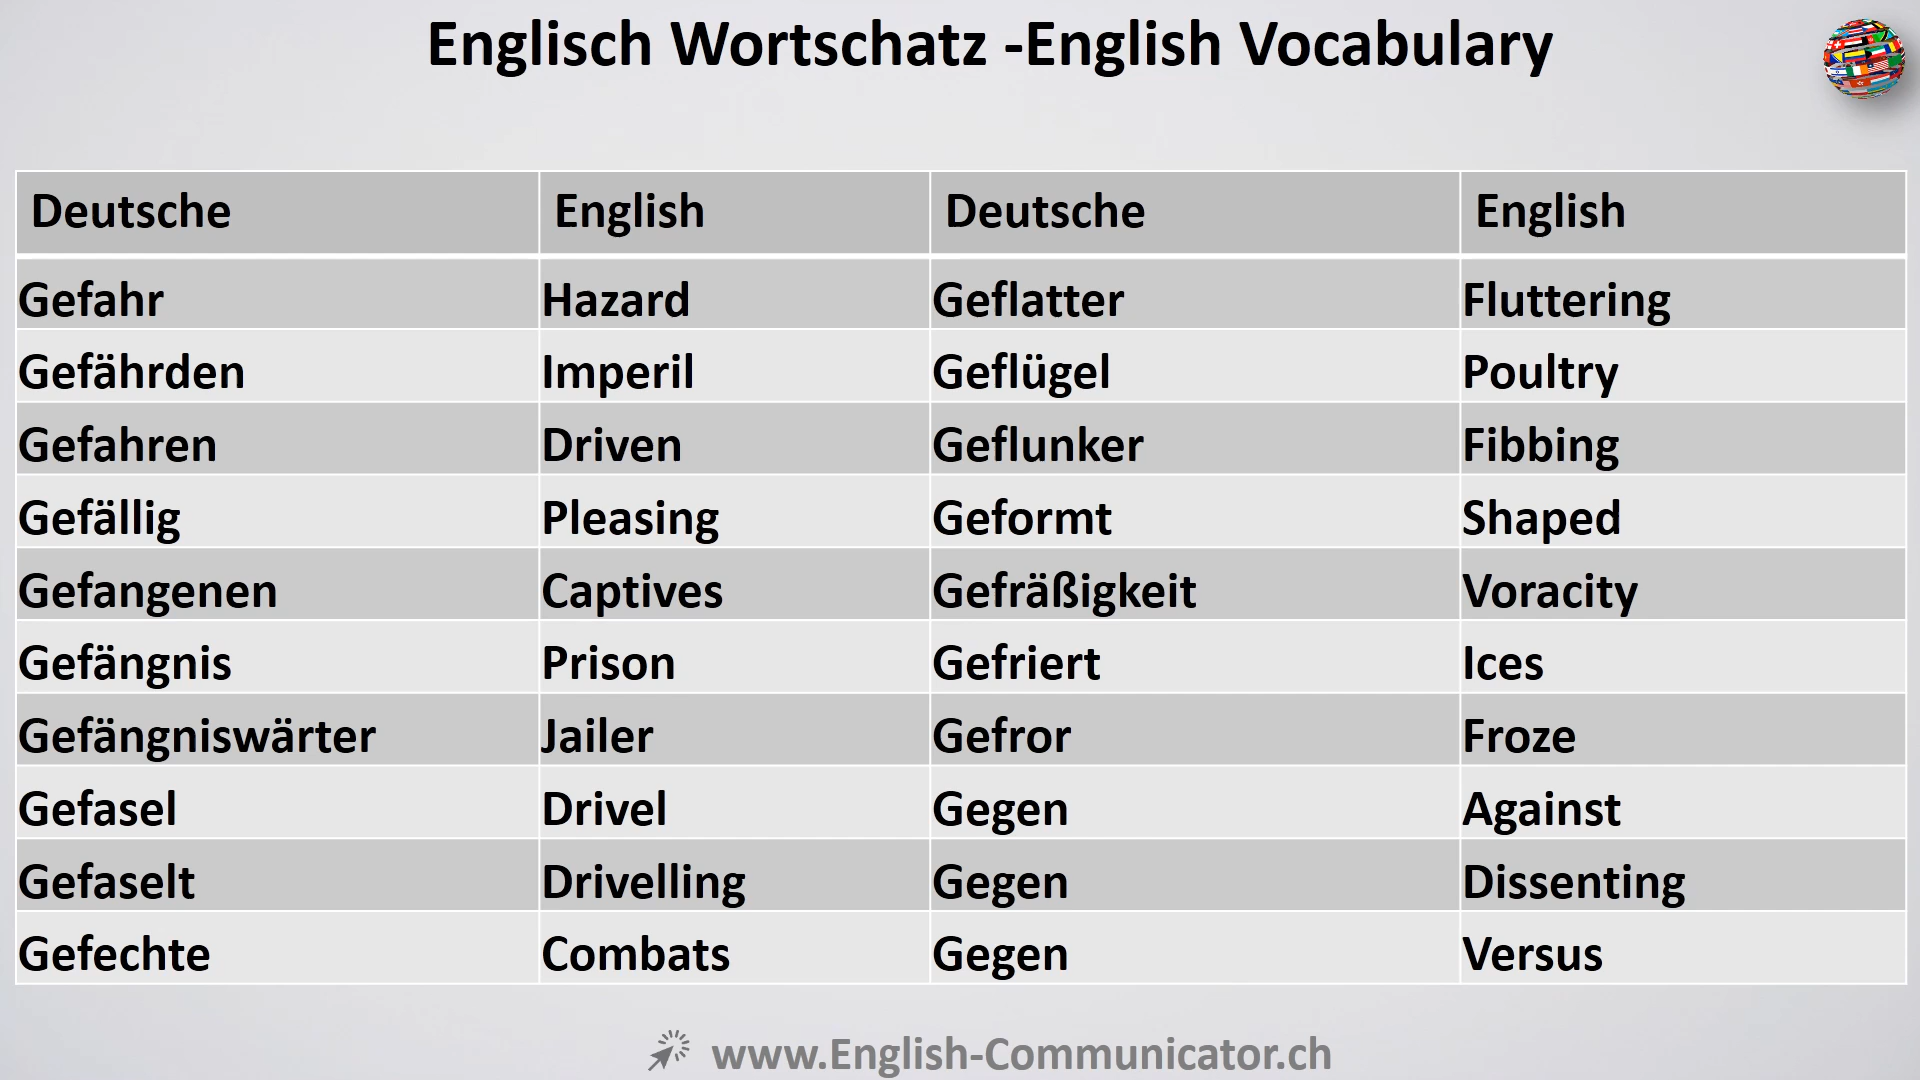 Englisch Wortschatz -English Vocabulary
Deutsche English Deutsche English
Gefahr Hazard Geflatter Fluttering
Gefährden Imperil Geflügel Poultry
Gefahren Driven Geflunker Fibbing
Gefällig Pleasing Geformt Shaped
Gefangenen Captives Gefräßigkeit Voracity
Gefängnis Prison Gefriert Ices
Gefängniswärter Jailer Gefror Froze
Gefasel Drivel Gegen Against
Gefaselt Drivelling Gegen Dissenting
Gefechte Combats Gegen Versus
www.English-Communicator.ch